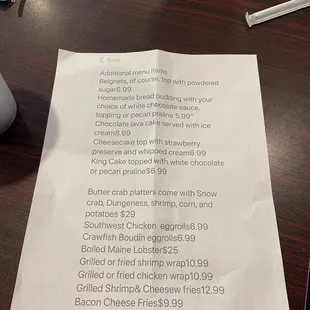 Additional menu items.
Beignets, of course, top with powdered
sugar6.99
Homemade bread pudding with your
choice of white chocolate sauce,
topping or pecan praline 5.99"
Chocolate lava cake served with ice
cream8.99
Cheesecake top with strawberry
preserve and whipped cream6.99
King Cake topped with white chocolate
or pecan praline$6.99
Butter crab platters come with Snow
crab, Dungeness, shrimp, corn, and
potatoes $29
Southwest Chicken eggrolls6.99
Crawfish Boudin eggrolls6.99
Boiled Maine Lobster$25
Grilled or fried shrimp wrap10.99
Grilled or fried chicken wrap10.99
Grilled Shrimp& Cheesew fries12.99
Bacon Cheese Fries$9.99